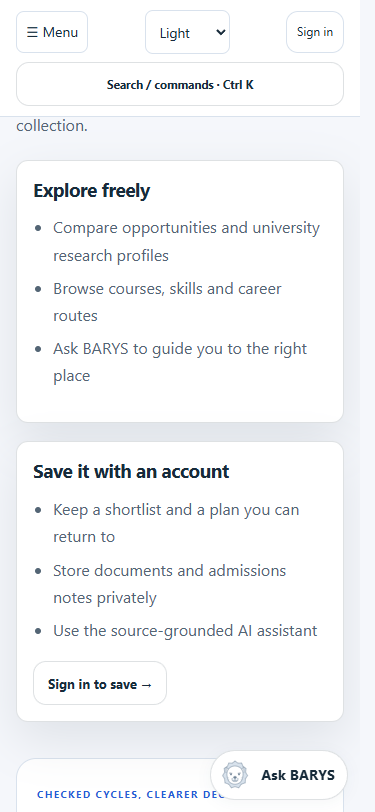 ☰ Menu
Light
Sign in
Search / commands · Ctrl K
collection.
Explore freely
• Compare opportunities and university
research profiles
• Browse courses, skills and career
routes
• Ask BARYS to guide you to the right
place
Save it with an account
• Keep a shortlist and a plan you can
return to
• Store documents and admissions
notes privately
• Use the source-grounded AI assistant
Sign in to save →
Ask BARYS
CHECKED CYCLES, CLEARER